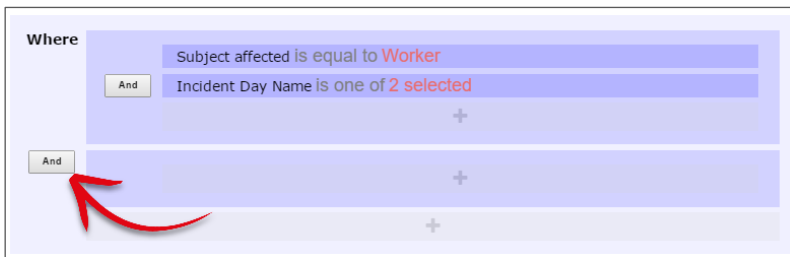 Where
Subject affected is equal to Worker
And
Incident Day Name is one of 2 selected
And